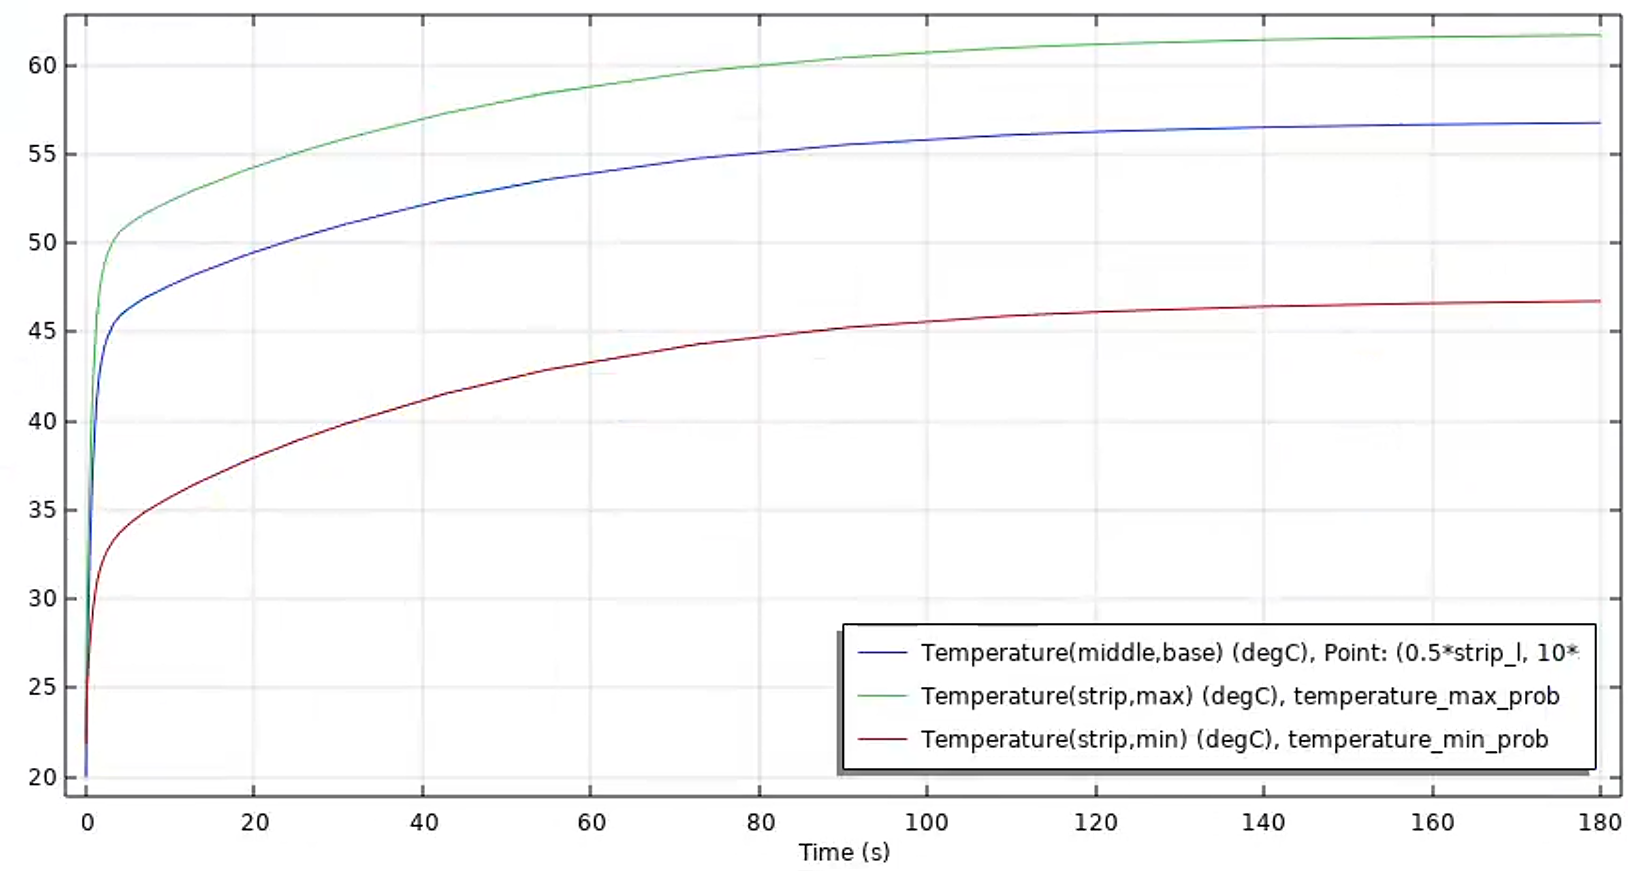 60
55
50
45
40
35
30
25
20
Temperature(middle,base) (degC), Point: (0.5*strip_l, 10*
Temperature(strip,max) (degC), temperature_max_prob
Temperature(strip,min) (degC), temperature_min_prob
0 20 40 60 80 100 120 140 160 180
Time (s)